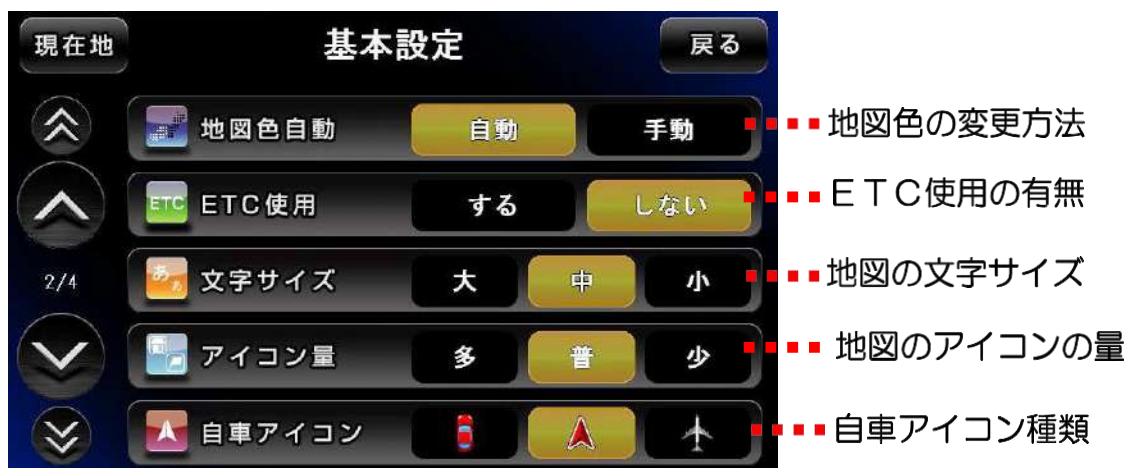 現在地 基本設定 戻る
地図色自動 自動 手動 地図色の変更方法
ETC ETC使用 する しない ＥＴＣ使用の有無
2/4 あぁ 文字サイズ 大 中 小 地図の文字サイズ
アイコン量 多 普 少 地図のアイコンの量
自車アイコン 自車アイコン種類